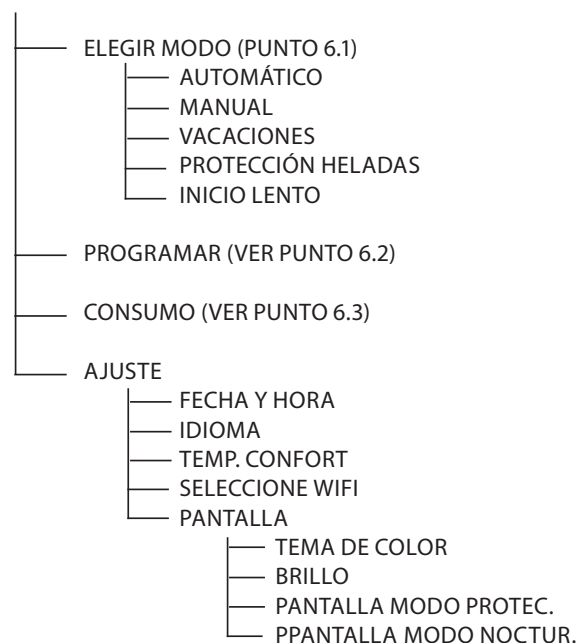 ELEGIR MODO (PUNTO 6.1)
AUTOMÁTICO
MANUAL
VACACIONES
PROTECCIÓN HELADAS
INICIO LENTO
PROGRAMAR (VER PUNTO 6.2)
CONSUMO (VER PUNTO 6.3)
AJUSTE
FECHA Y HORA
IDIOMA
TEMP. CONFORT
SELECCIONE WIFI
PANTALLA
TEMA DE COLOR
BRILLO
PANTALLA MODO PROTEC.
PPANTALLA MODO NOCTUR.